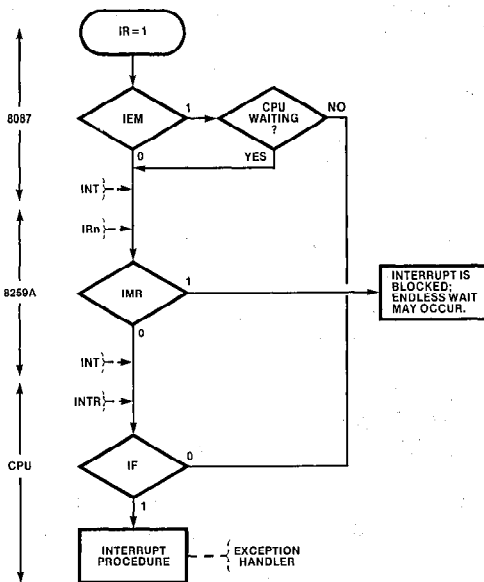 IR = 1
8087
IEM
1
CPU
WAITING
?
NO
0
YES
INT
IRn
8259A
IMR
1
INTERRUPT IS
BLOCKED;
ENDLESS WAIT
MAY OCCUR.
0
INT
INTR
CPU
IF
0
1
INTERRUPT
PROCEDURE
EXCEPTION
HANDLER